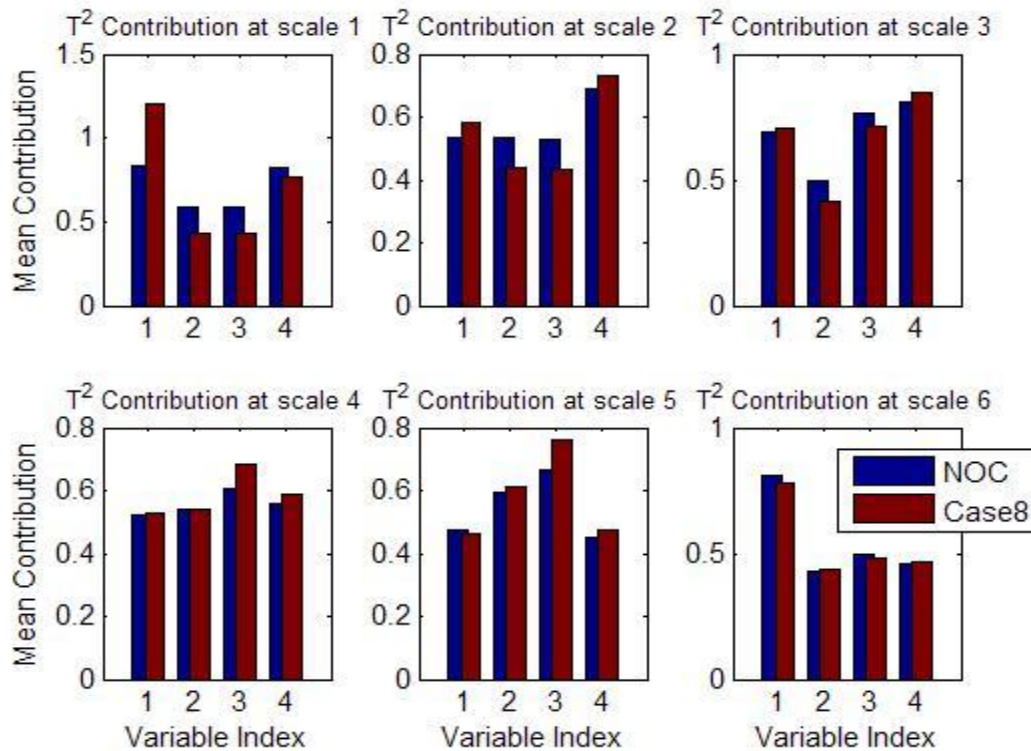 T² Contribution at scale 1
T² Contribution at scale 2
T² Contribution at scale 3
Mean Contribution
1.5
1
0.5
0
1 2 3 4
0.8
0.6
0.4
0.2
0
1 2 3 4
1
0.5
0
1 2 3 4
T² Contribution at scale 4
T² Contribution at scale 5
T² Contribution at scale 6
Mean Contribution
0.8
0.6
0.4
0.2
0
1 2 3 4
Variable Index
0.8
0.6
0.4
0.2
0
1 2 3 4
Variable Index
1
0.5
0
1 2 3 4
Variable Index
NOC
Case8